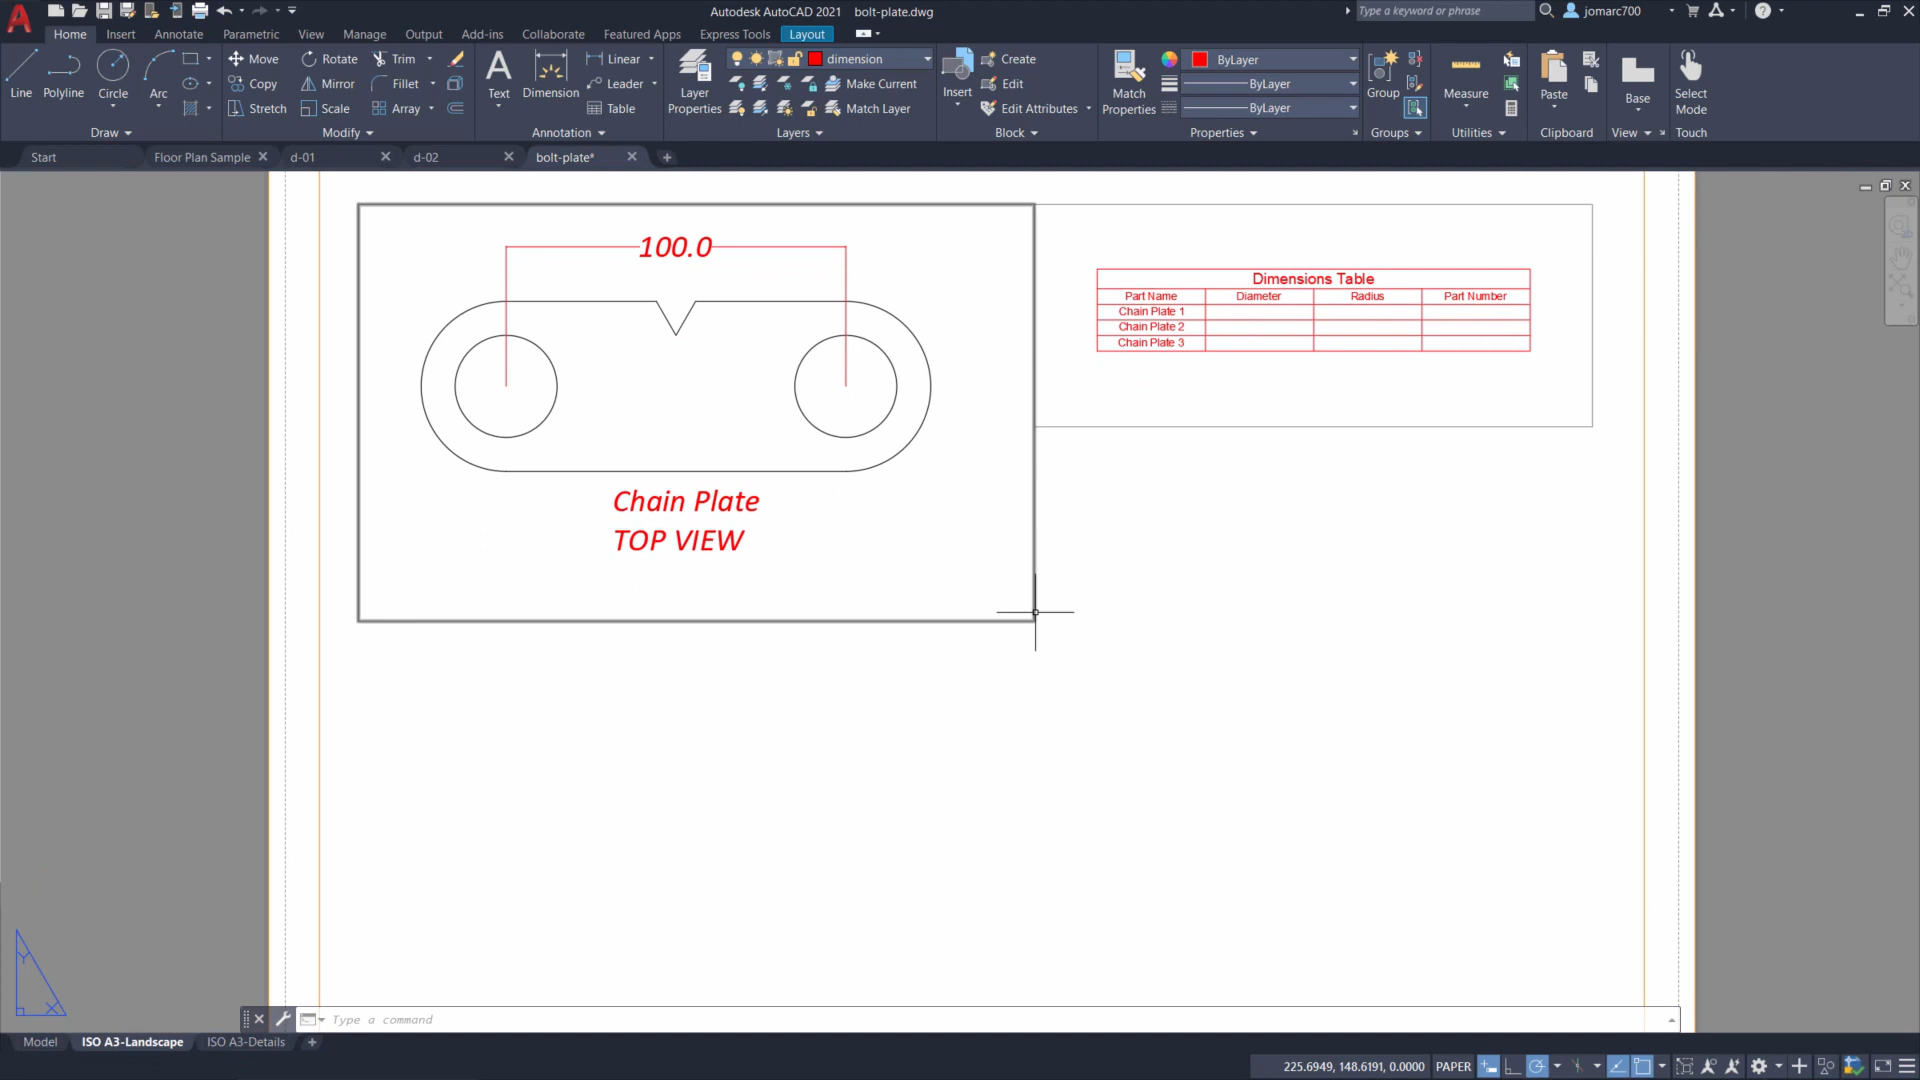 Autodesk AutoCAD 2021 bolt-plate.dwg
Type a keyword or phrase
jomarc700
Home Insert Annotate Parametric View Manage Output Add-ins Collaborate Featured Apps Express Tools Layout
Line
Polyline
Circle
Arc
Draw
Move
Copy
Stretch
Rotate
Mirror
Scale
Trim
Fillet
Array
Modify
Text
Dimension
Linear
Leader
Table
Annotation
Layer
Properties
dimension
Make Current
Match Layer
Layers
Insert
Create
Edit
Edit Attributes
Block
Match
Properties
ByLayer
ByLayer
ByLayer
Properties
Group
Groups
Measure
Utilities
Paste
Clipboard
Base
View
Select
Mode
Touch
Start Floor Plan Sample d-01 d-02 bolt-plate*
100.0
Chain Plate
TOP VIEW
Dimensions Table
Part Name Diameter Radius Part Number
Chain Plate 1
Chain Plate 2
Chain Plate 3
Y
X
Type a command
Model ISO A3-Landscape ISO A3-Details
225.6949, 148.6191, 0.0000 PAPER